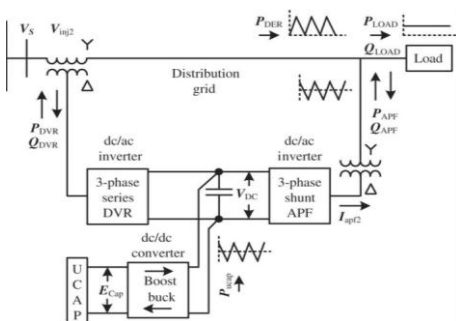 V_S
V_inj2
P_DER
P_LOAD
Q_LOAD
Load
Distribution
grid
P_DVR
Q_DVR
P_APF
Q_APF
dc/ac
inverter
dc/ac
inverter
3-phase
series
DVR
V_DC
3-phase
shunt
APF
I_apf2
dc/dc
converter
U
C
A
P
E_Cap
Boost
buck
P_ucap